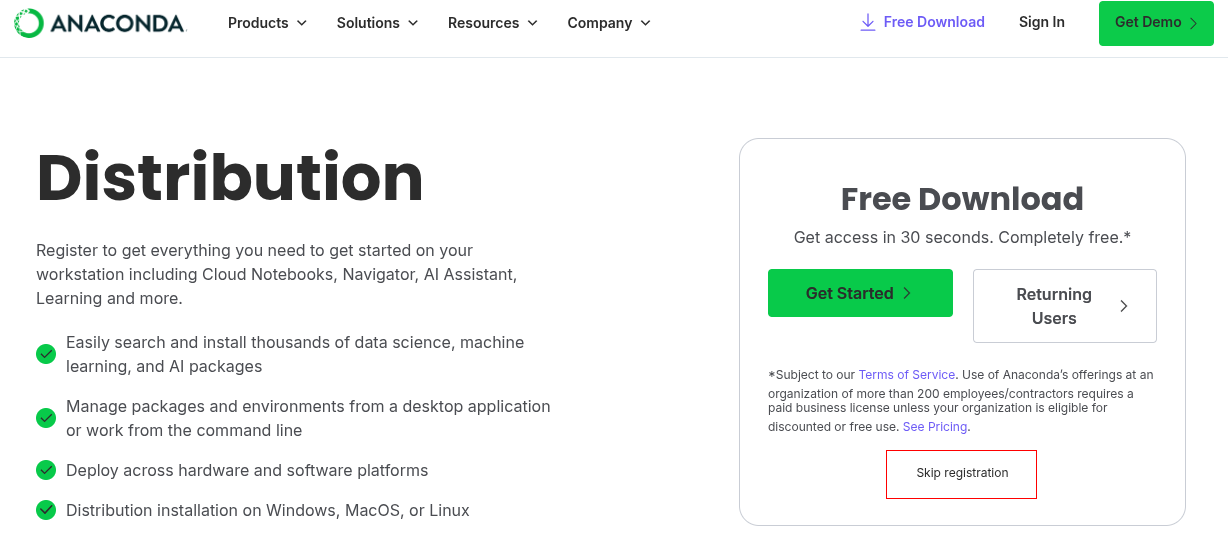 ANACONDA
Products
Solutions
Resources
Company
Free Download
Sign In
Get Demo
Distribution
Register to get everything you need to get started on your
workstation including Cloud Notebooks, Navigator, AI Assistant,
Learning and more.
Easily search and install thousands of data science, machine
learning, and AI packages
Manage packages and environments from a desktop application
or work from the command line
Deploy across hardware and software platforms
Distribution installation on Windows, MacOS, or Linux
Free Download
Get access in 30 seconds. Completely free.*
Get Started
Returning
Users
*Subject to our Terms of Service. Use of Anaconda’s offerings at an
organization of more than 200 employees/contractors requires a
paid business license unless your organization is eligible for
discounted or free use. See Pricing.
Skip registration